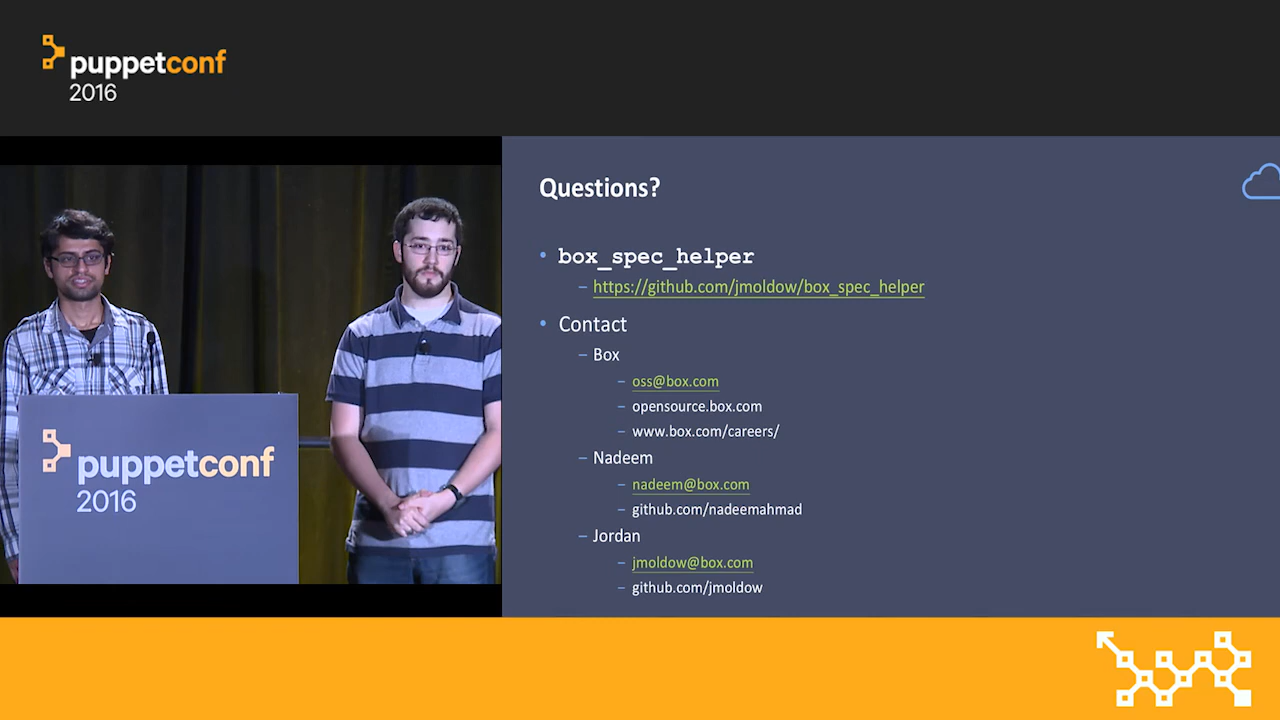 puppetconf
2016
puppetconf
2016
Questions?
• box_spec_helper
– https://github.com/jmoldow/box_spec_helper
• Contact
– Box
– oss@box.com
– opensource.box.com
– www.box.com/careers/
– Nadeem
– nadeem@box.com
– github.com/nadeemahmad
– Jordan
– jmoldow@box.com
– github.com/jmoldow